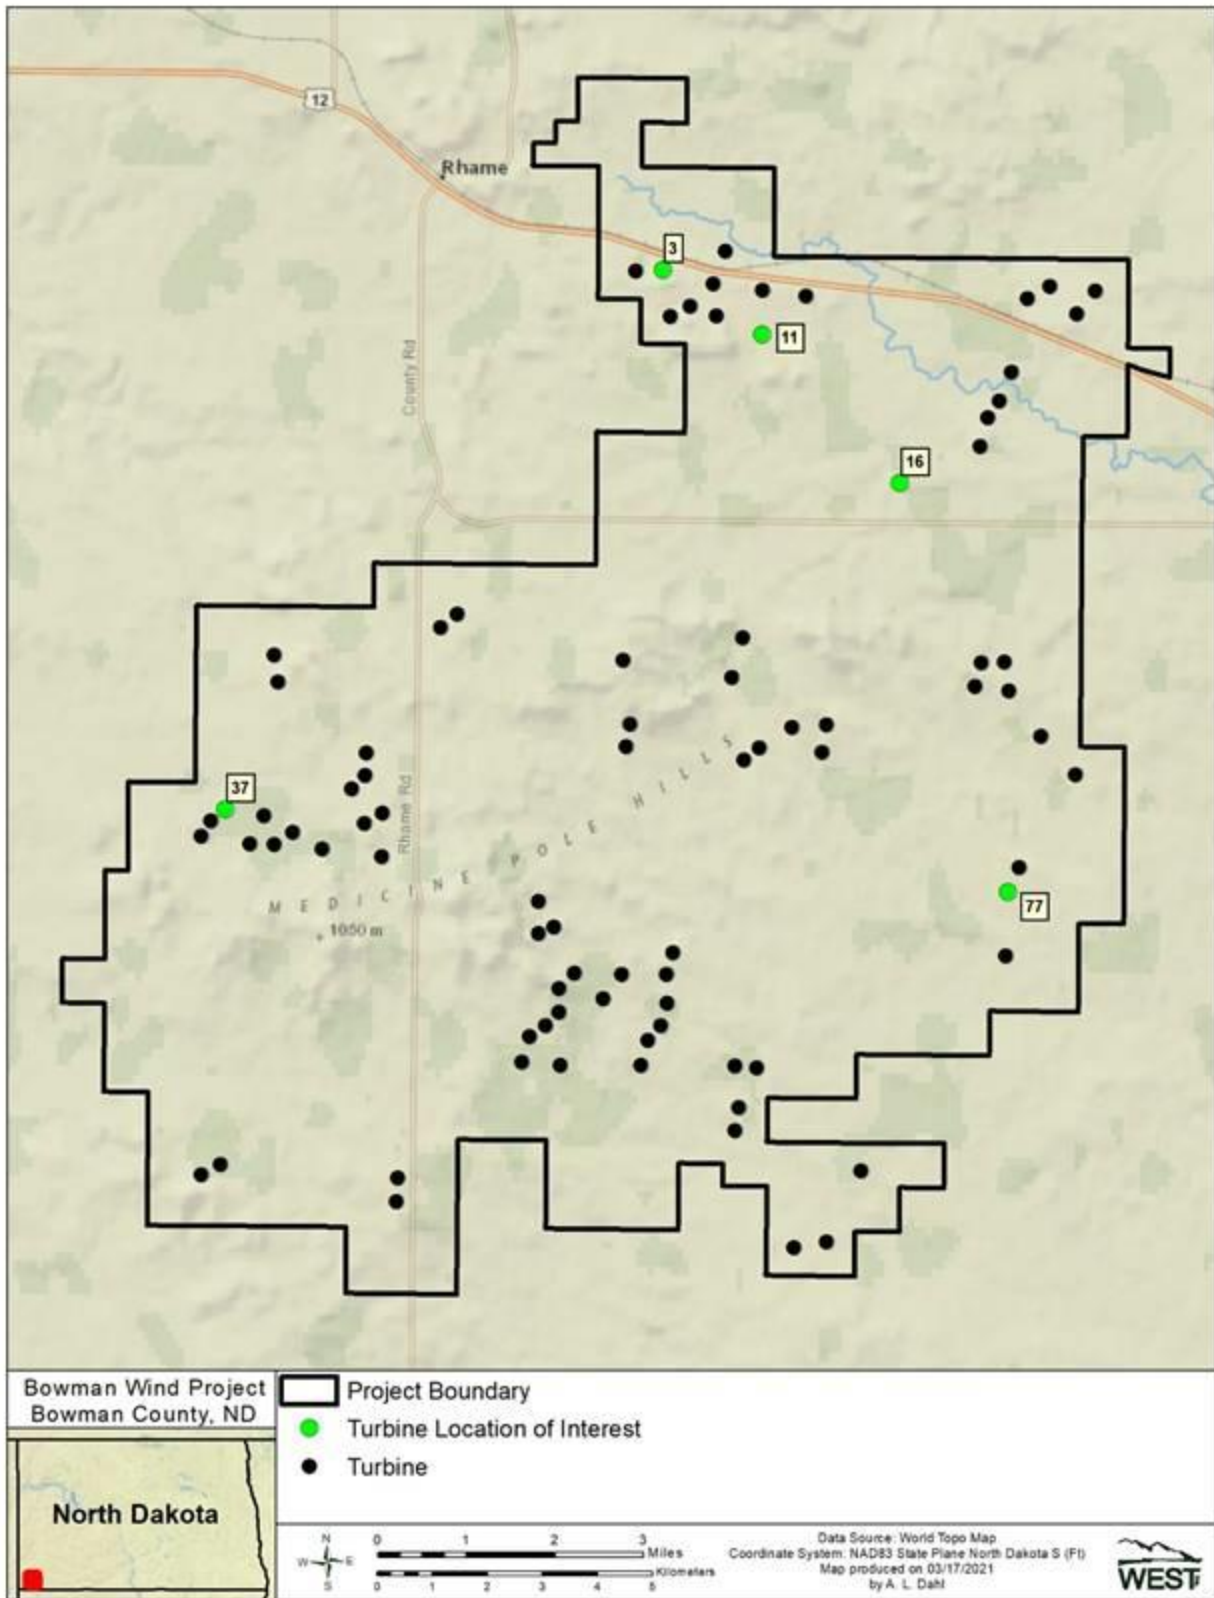 12
Rhame
3
11
County Rd
16
37
Rhame Rd
MEDICINE POLE HILLS
1050 m
77
Bowman Wind Project
Bowman County, ND
North Dakota
Project Boundary
Turbine Location of Interest
Turbine
N
W E
S
0 1 2 3
Miles
Kilometers
0 1 2 3 4 5
Data Source: World Topo Map
Coordinate System: NAD83 State Plane North Dakota S (Ft)
Map produced on 03/17/2021
by A. L. Dahl
WEST